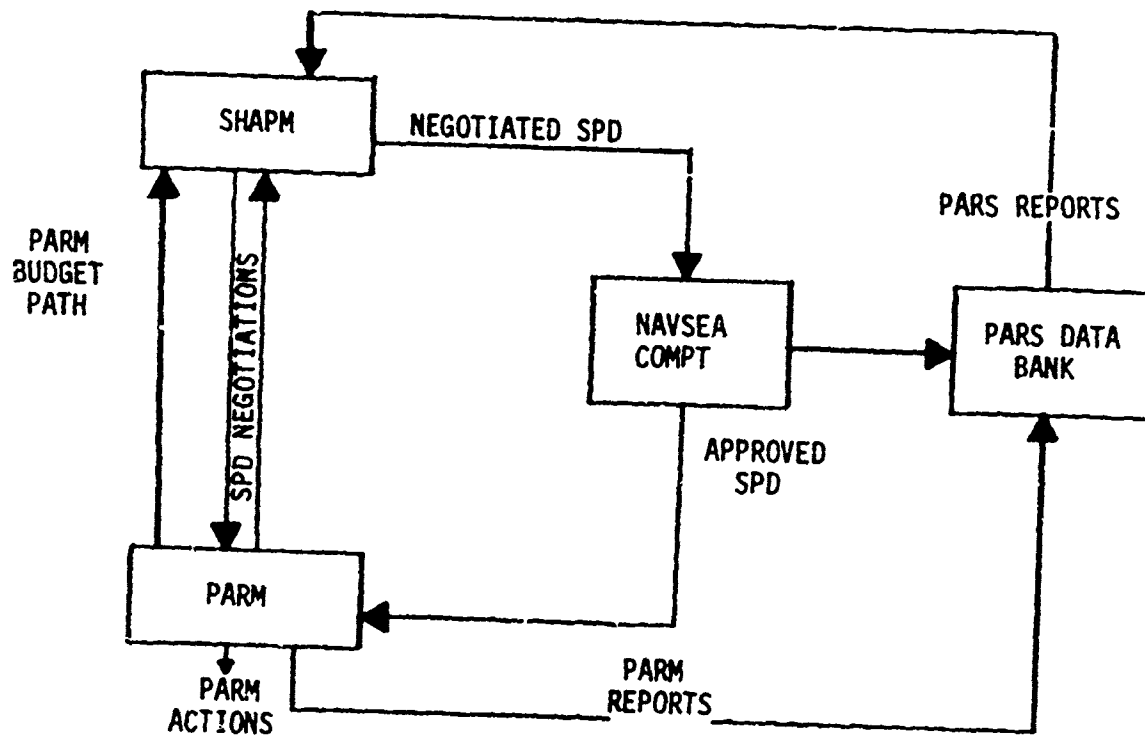 SHAPM
NEGOTIATED SPD
PARS REPORTS
PARM
BUDGET
PATH
SPD NEGOTIATIONS
NAVSEA
COMPT
PARS DATA
BANK
APPROVED
SPD
PARM
PARM
ACTIONS
PARM
REPORTS